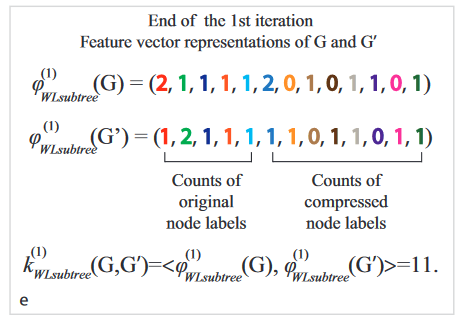 End of the 1st iteration
Feature vector representations of G and G′
φ(1)WLsubtree(G) = (2, 1, 1, 1, 1, 2, 0, 1, 0, 1, 1, 0, 1)
φ(1)WLsubtree(G’) = (1, 2, 1, 1, 1, 1, 1, 0, 1, 1, 0, 1, 1)
Counts of original node labels
Counts of compressed node labels
k(1)WLsubtree(G,G′)=<φ(1)WLsubtree(G), φ(1)WLsubtree(G′)>=11.
e